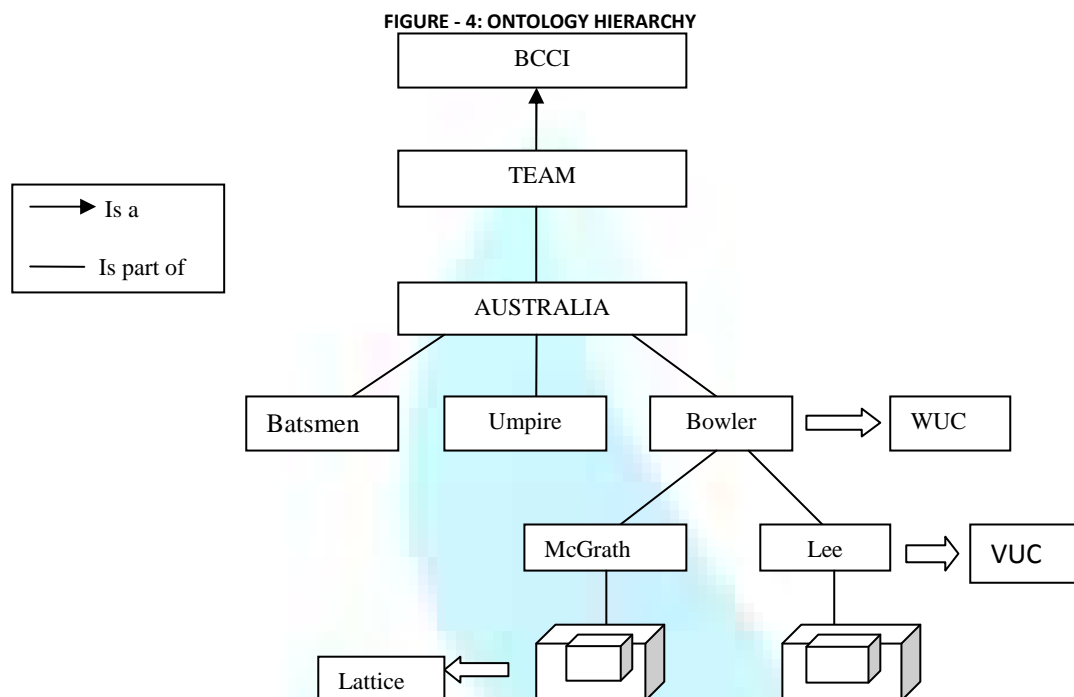 FIGURE - 4: ONTOLOGY HIERARCHY
BCCI
TEAM
Is a
Is part of
AUSTRALIA
Batsmen
Umpire
Bowler
WUC
McGrath
Lee
VUC
Lattice